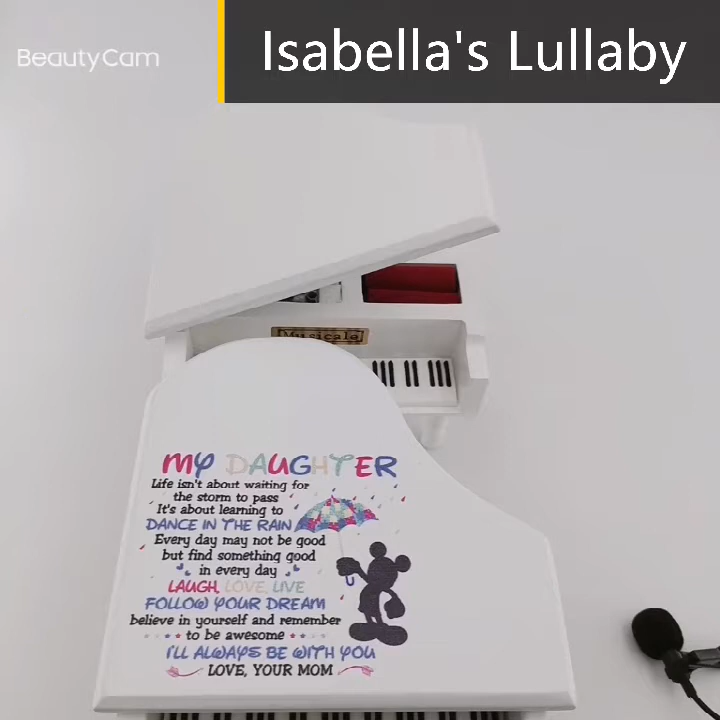 BeautyCam
Isabella's Lullaby
Musicale
MY DAUGHTER
Life isn't about waiting for
the storm to pass
It's about learning to
DANCE IN THE RAIN
Every day may not be good
but find something good
in every day
LAUGH, LOVE, LIVE
FOLLOW YOUR DREAM
believe in yourself and remember
to be awesome
I'LL ALWAYS BE WITH YOU
LOVE, YOUR MOM